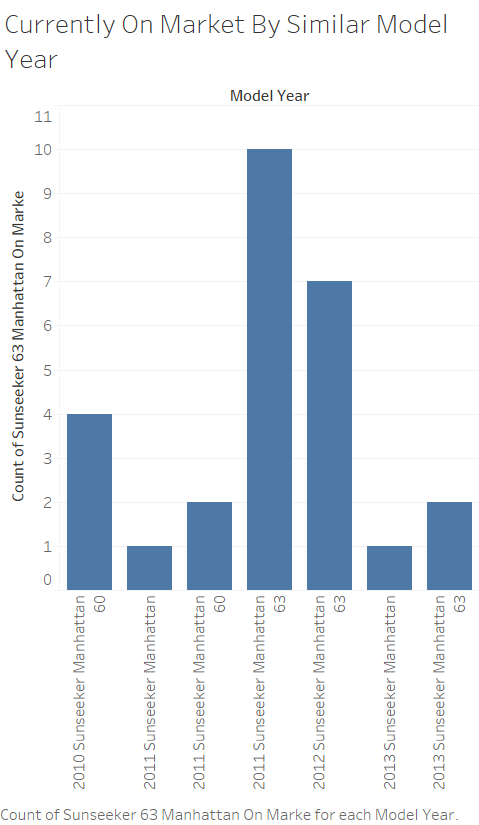 Currently On Market By Similar Model
Year
Model Year
Count of Sunseeker 63 Manhattan On Marke
11
10
9
8
7
6
5
4
3
2
1
0
2010 Sunseeker Manhattan
60
2011 Sunseeker Manhattan
2011 Sunseeker Manhattan
60
2011 Sunseeker Manhattan
63
2012 Sunseeker Manhattan
63
2013 Sunseeker Manhattan
2013 Sunseeker Manhattan
63
Count of Sunseeker 63 Manhattan On Marke for each Model Year.